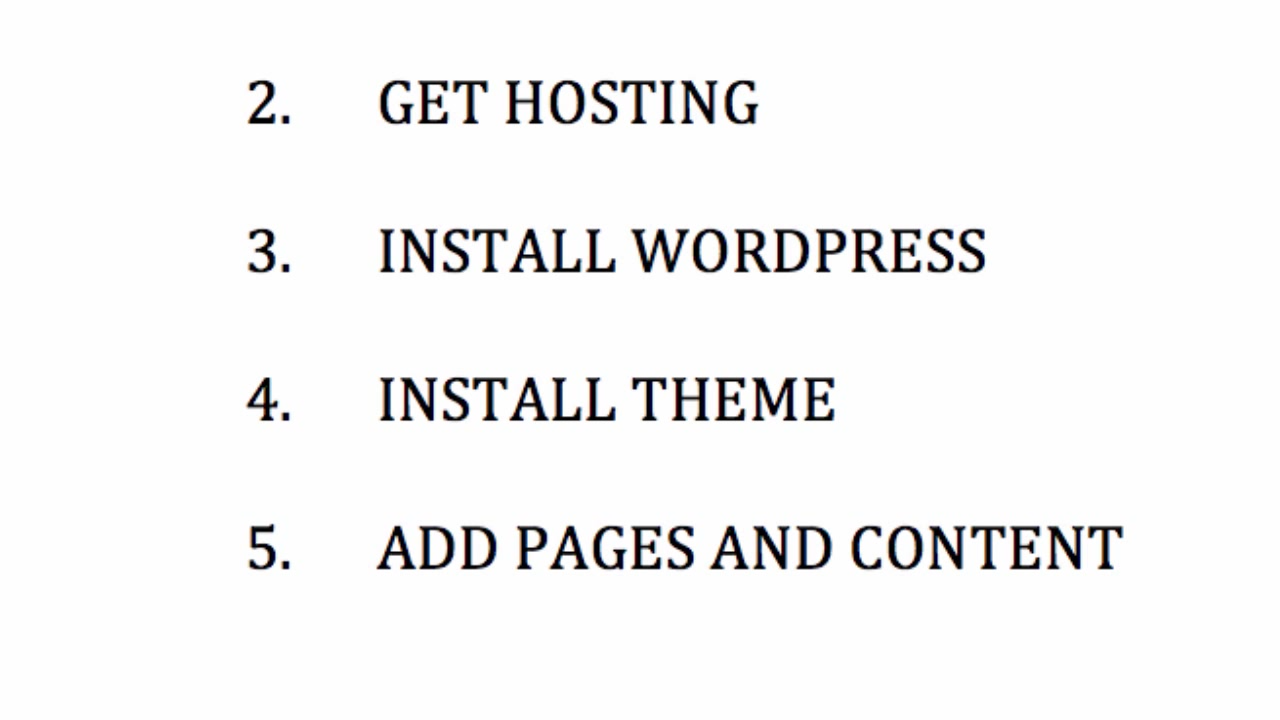 2. GET HOSTING
3. INSTALL WORDPRESS
4. INSTALL THEME
5. ADD PAGES AND CONTENT